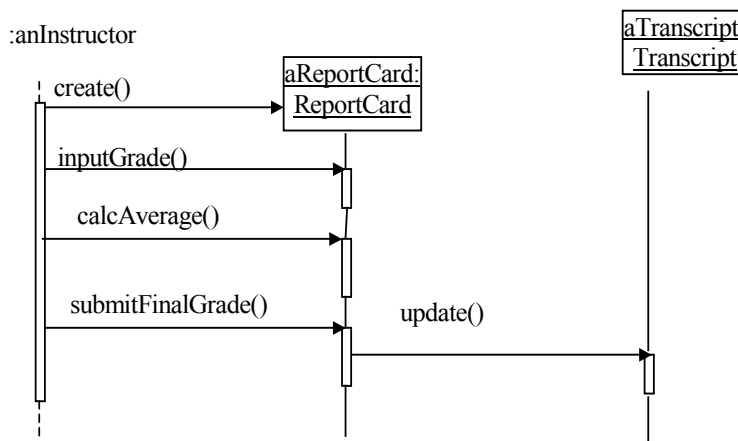 :anInstructor
aTranscript
Transcript
create()
aReportCard:
ReportCard
inputGrade()
calcAverage()
submitFinalGrade()
update()